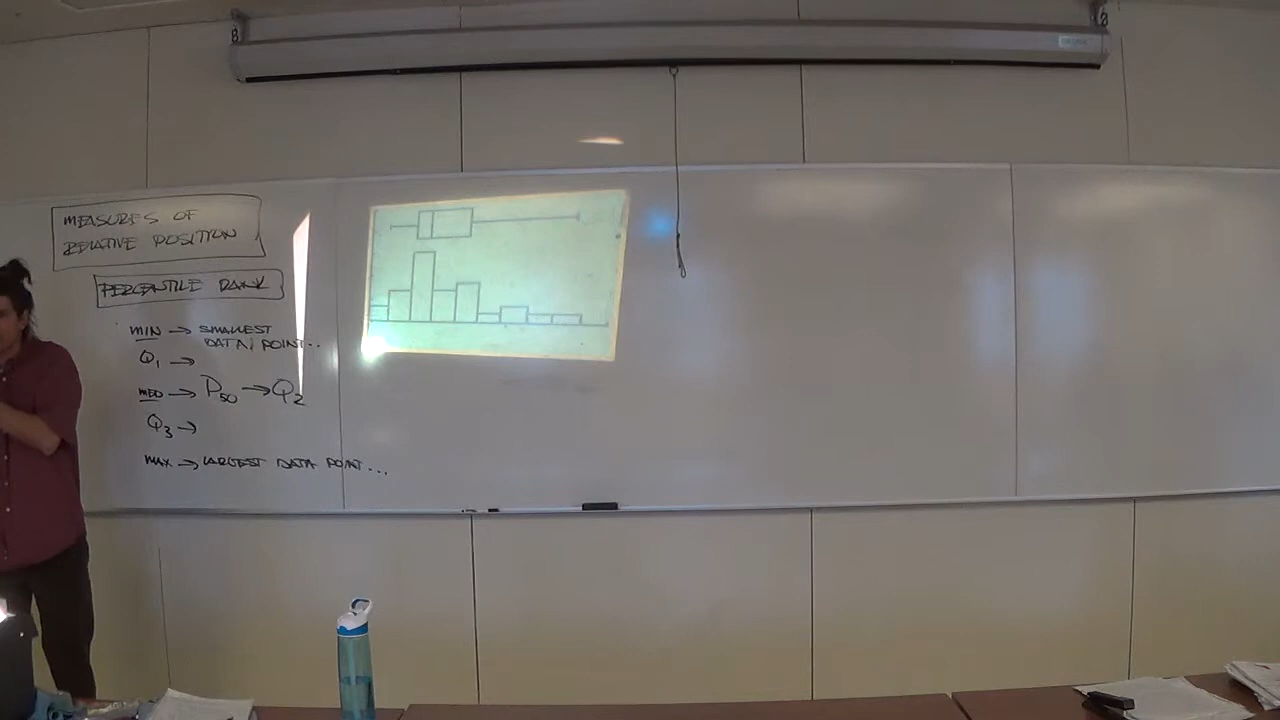 MEASURES OF
RELATIVE POSITION
PERCENTILE RANK
MIN → SMALLEST
DATA POINT...
Q1 →
MED → P50 → Q2
Q3 →
MAX → LARGEST DATA POINT...